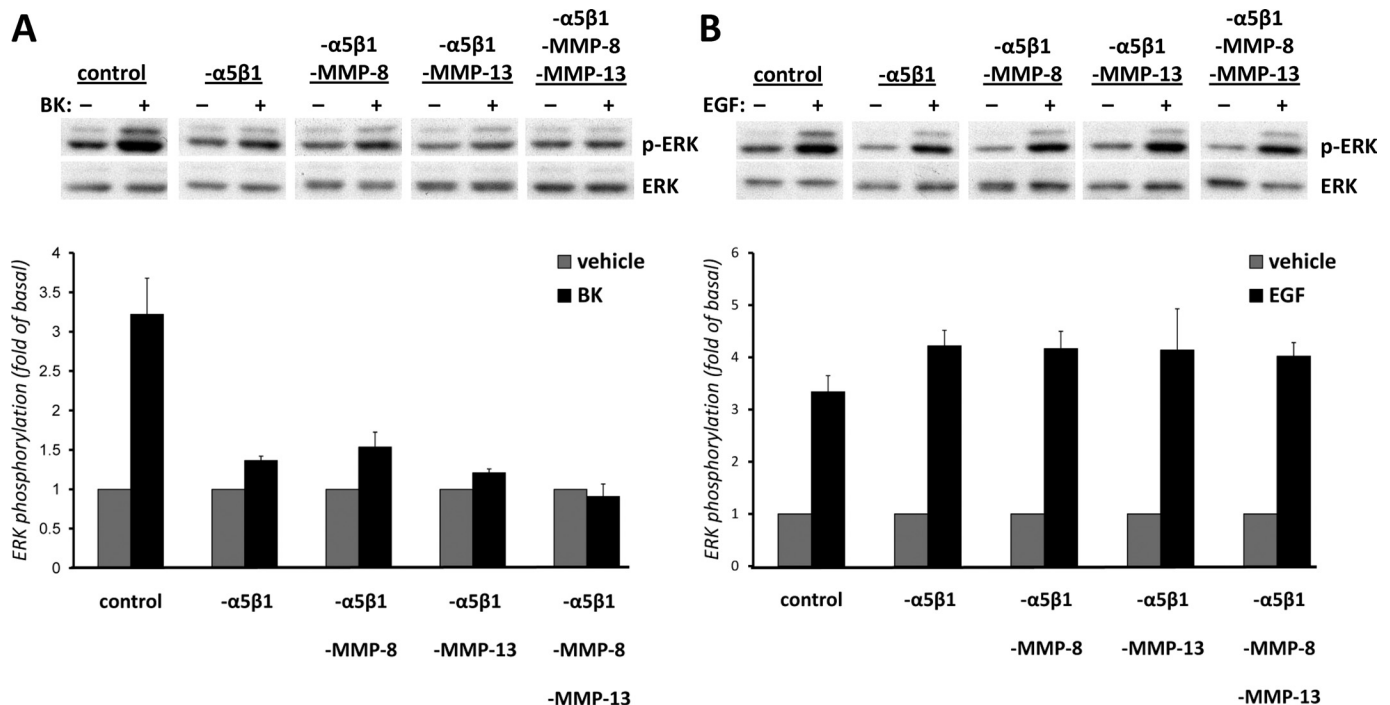 A
control
-α5β1
-α5β1
-MMP-8
-α5β1
-MMP-13
-α5β1
-MMP-8
-MMP-13
BK: – + – + – + – + – +
p-ERK
ERK
ERK phosphorylation (fold of basal)
4
3.5
3
2.5
2
1.5
1
0.5
0
vehicle
BK
control -α5β1 -α5β1 -α5β1 -α5β1
-MMP-8 -MMP-13 -MMP-8
-MMP-13
B
control
-α5β1
-α5β1
-MMP-8
-α5β1
-MMP-13
-α5β1
-MMP-8
-MMP-13
EGF: – + – + – + – + – +
p-ERK
ERK
ERK phosphorylation (fold of basal)
6
5
4
3
2
1
0
vehicle
EGF
control -α5β1 -α5β1 -α5β1 -α5β1
-MMP-8 -MMP-13 -MMP-8
-MMP-13